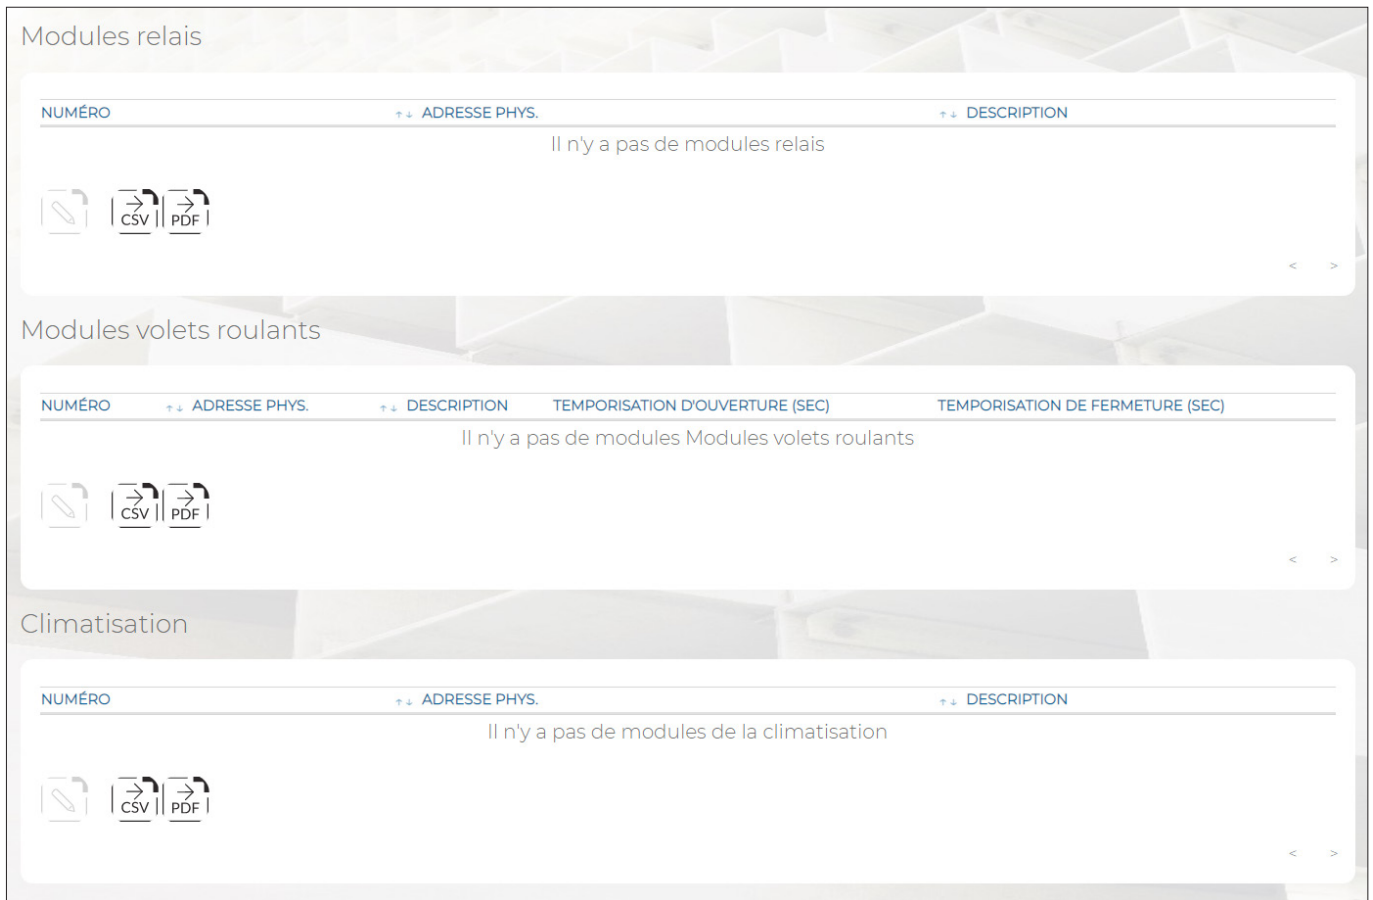 Modules relais
NUMÉRO ↑↓ ADRESSE PHYS. ↑↓ DESCRIPTION
Il n'y a pas de modules relais
CSV PDF
< >
Modules volets roulants
NUMÉRO ↑↓ ADRESSE PHYS. ↑↓ DESCRIPTION TEMPORISATION D'OUVERTURE (SEC) TEMPORISATION DE FERMETURE (SEC)
Il n'y a pas de modules Modules volets roulants
CSV PDF
< >
Climatisation
NUMÉRO ↑↓ ADRESSE PHYS. ↑↓ DESCRIPTION
Il n'y a pas de modules de la climatisation
CSV PDF
< >